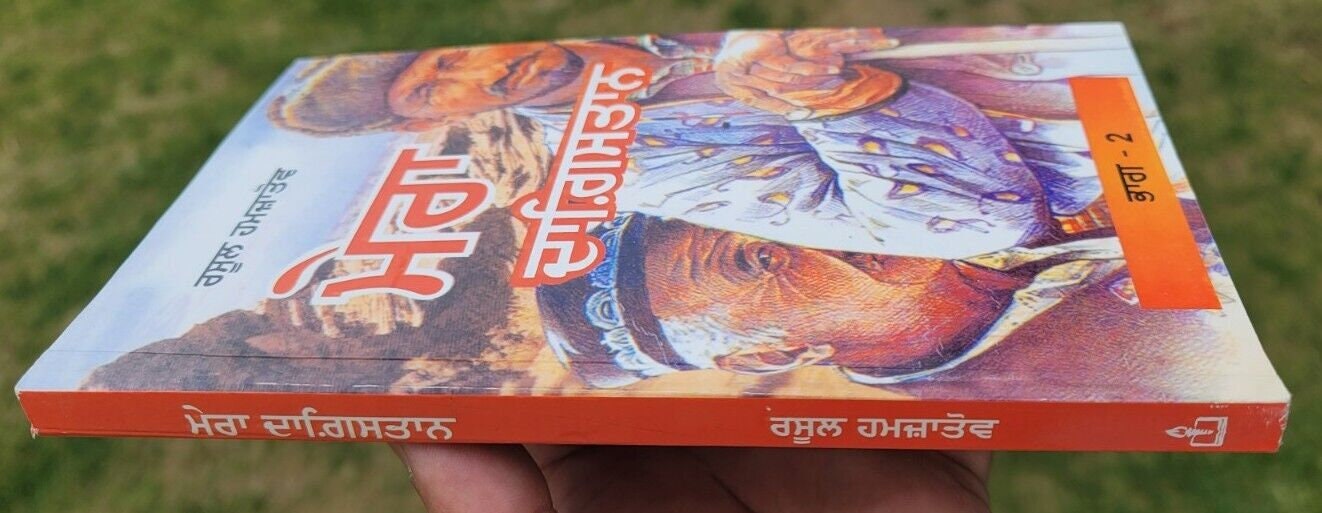 ਰਸੂਲ ਹਮਜ਼ਾਤੋਵ
ਮੇਰਾ
ਦਾਗ਼ਿਸਤਾਨ
ਭਾਗ - 2
ਮੇਰਾ ਦਾਗ਼ਿਸਤਾਨ
ਰਸੂਲ ਹਮਜ਼ਾਤੋਵ